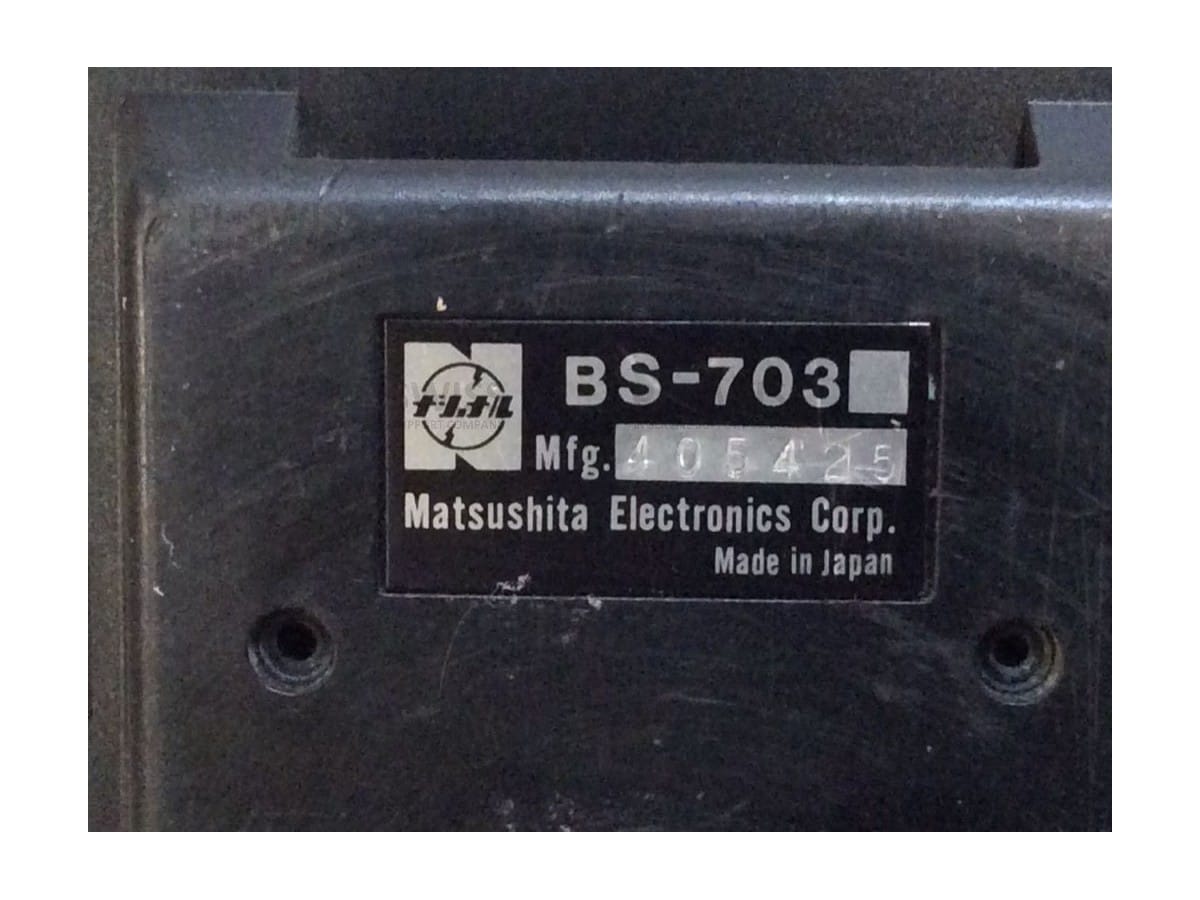 BS-703
ナショナル
Mfg. 405425
Matsushita Electronics Corp.
Made in Japan